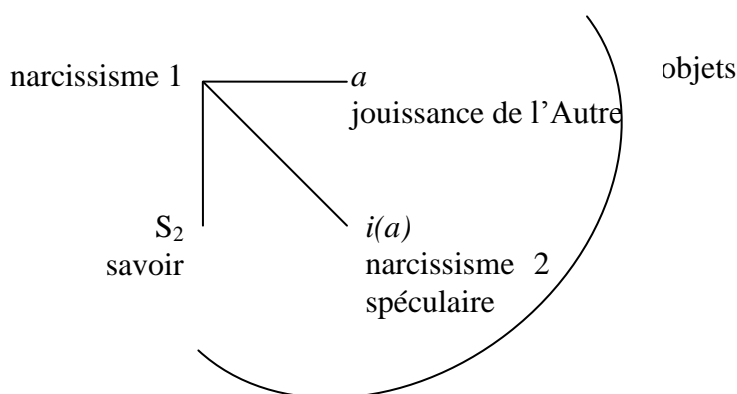 narcissisme 1
a
objets
jouissance de l’Autre
S₂
savoir
i(a)
narcissisme 2
spéculaire